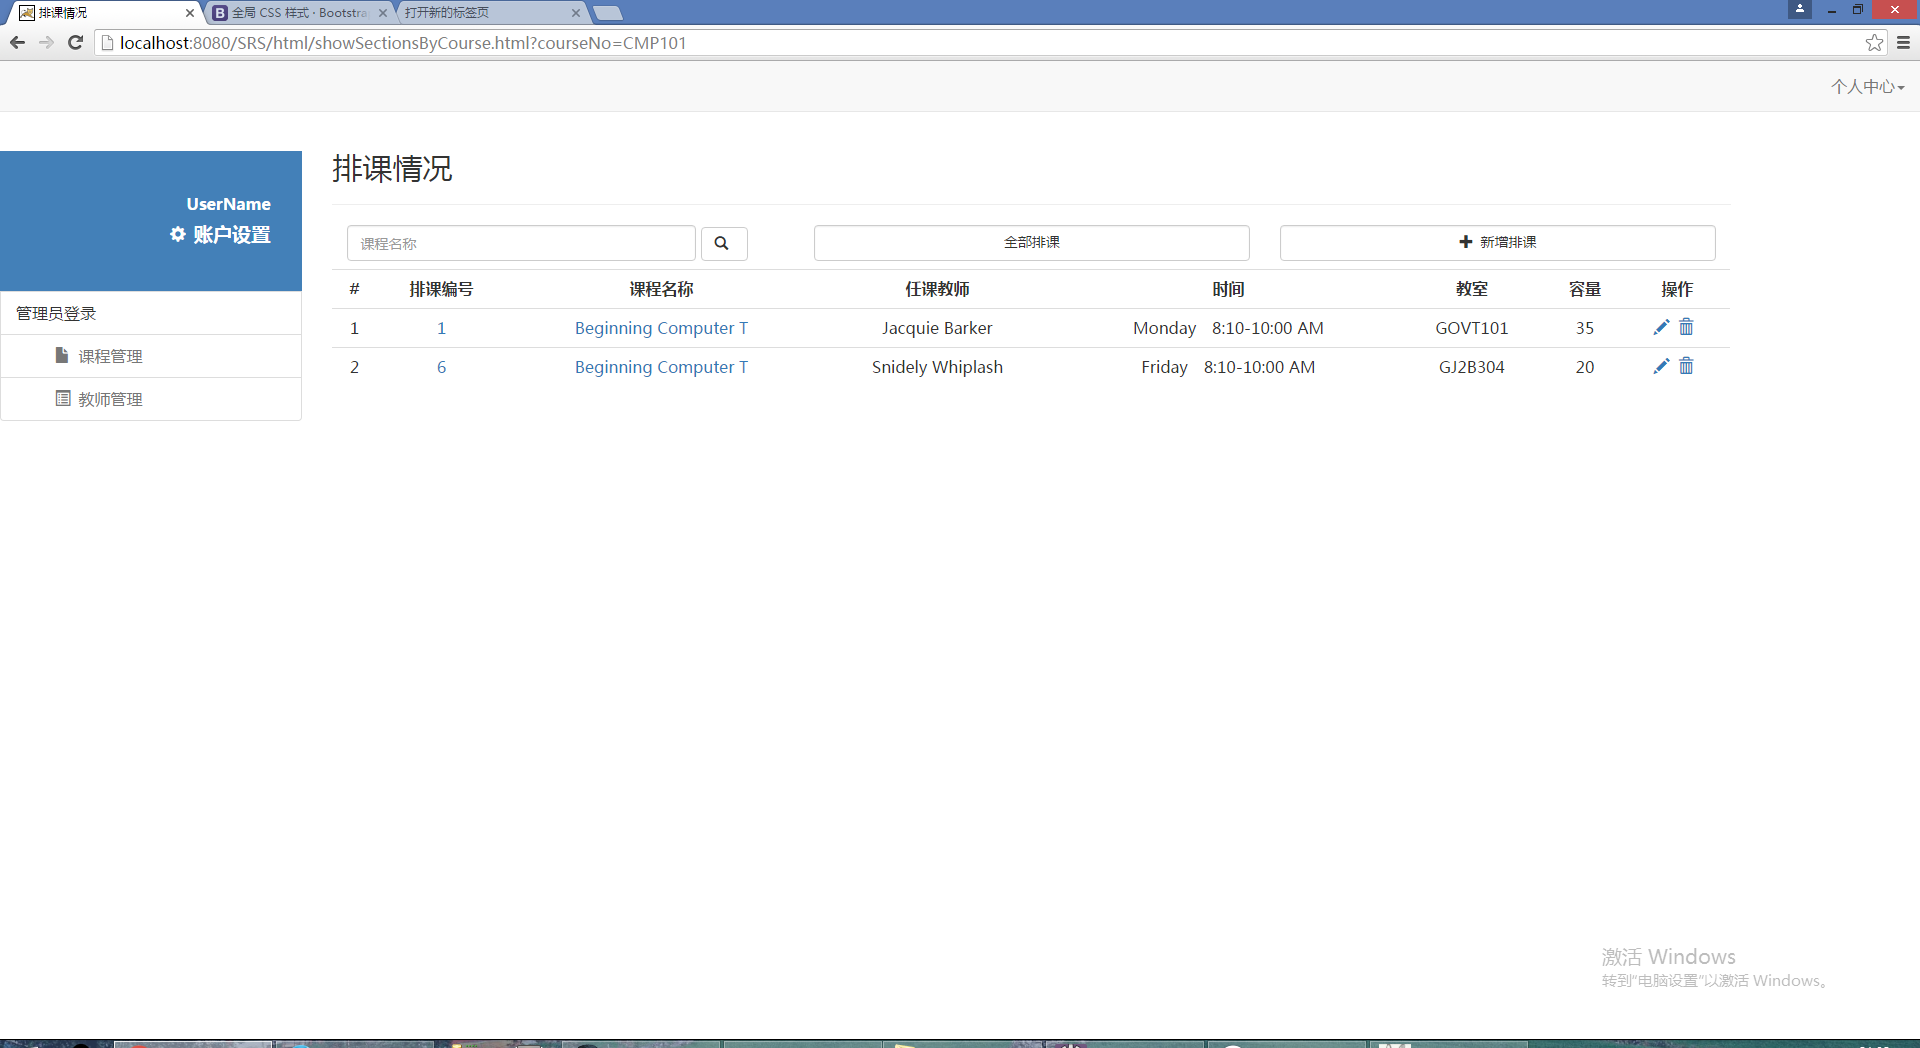 排课情况
全局 CSS 样式 · Bootstra
打开新的标签页
localhost:8080/SRS/html/showSectionsByCourse.html?courseNo=CMP101
个人中心
UserName
账户设置
管理员登录
课程管理
教师管理
排课情况
课程名称
全部排课
新增排课
# 排课编号 课程名称 任课教师 时间 教室 容量 操作
1 1 Beginning Computer T Jacquie Barker Monday 8:10-10:00 AM GOVT101 35
2 6 Beginning Computer T Snidely Whiplash Friday 8:10-10:00 AM GJ2B304 20
激活 Windows
转到“电脑设置”以激活 Windows。